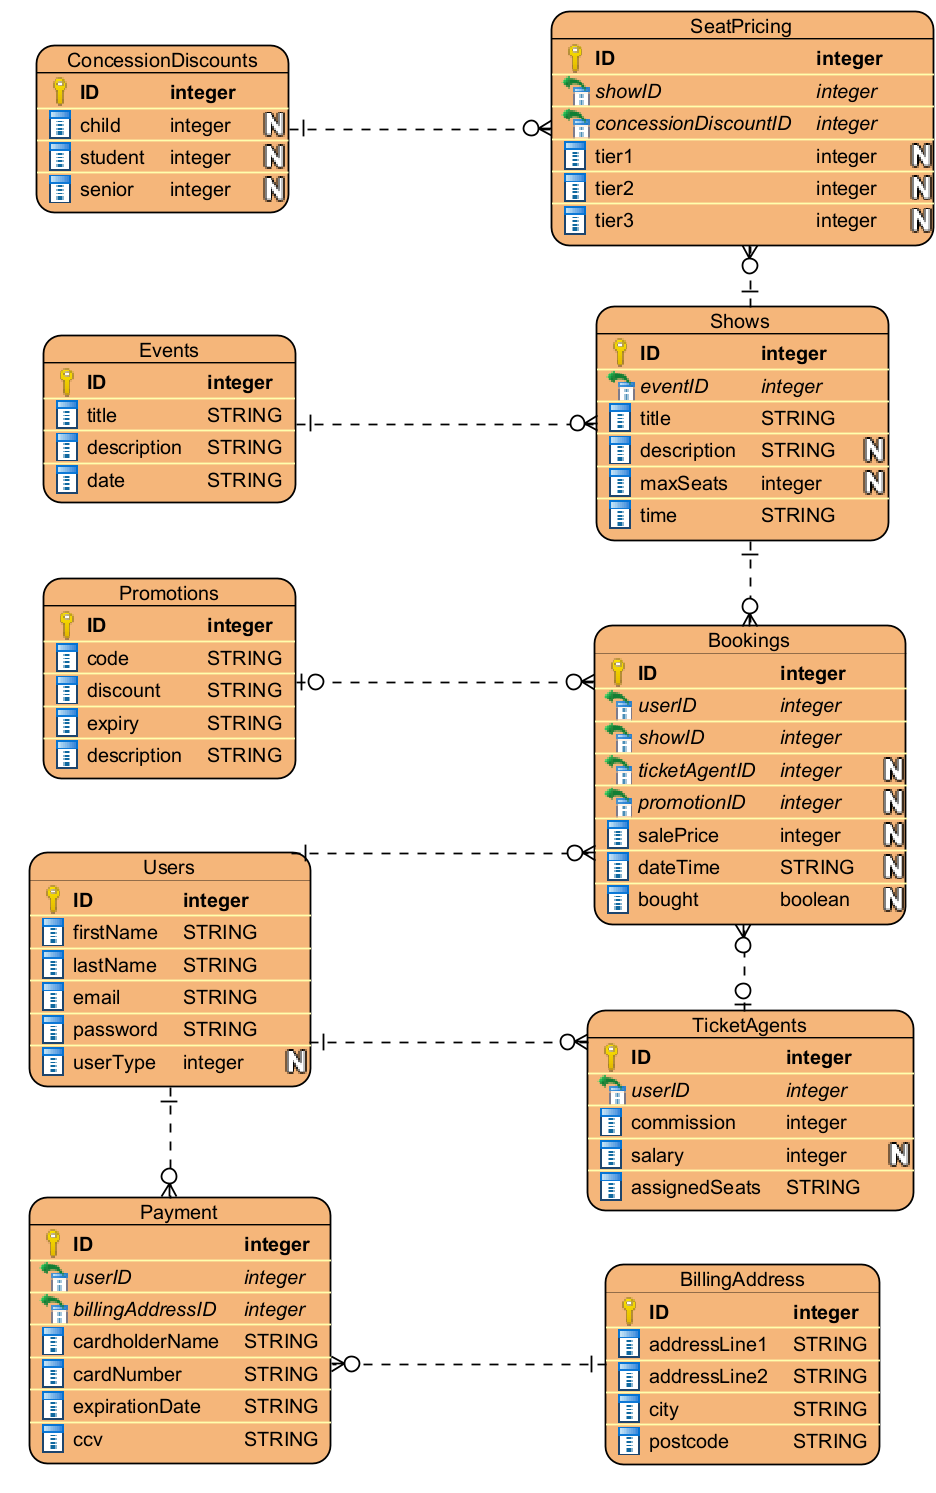 ConcessionDiscounts
ID integer
child integer N
student integer N
senior integer N
SeatPricing
ID integer
showID integer
concessionDiscountID integer
tier1 integer N
tier2 integer N
tier3 integer N
Events
ID integer
title STRING
description STRING
date STRING
Shows
ID integer
eventID integer
title STRING
description STRING N
maxSeats integer N
time STRING
Promotions
ID integer
code STRING
discount STRING
expiry STRING
description STRING
Bookings
ID integer
userID integer
showID integer
ticketAgentID integer N
promotionID integer N
salePrice integer N
dateTime STRING N
bought boolean N
Users
ID integer
firstName STRING
lastName STRING
email STRING
password STRING
userType integer N
TicketAgents
ID integer
userID integer
commission integer
salary integer N
assignedSeats STRING
Payment
ID integer
userID integer
billingAddressID integer
cardholderName STRING
cardNumber STRING
expirationDate STRING
ccv STRING
BillingAddress
ID integer
addressLine1 STRING
addressLine2 STRING
city STRING
postcode STRING